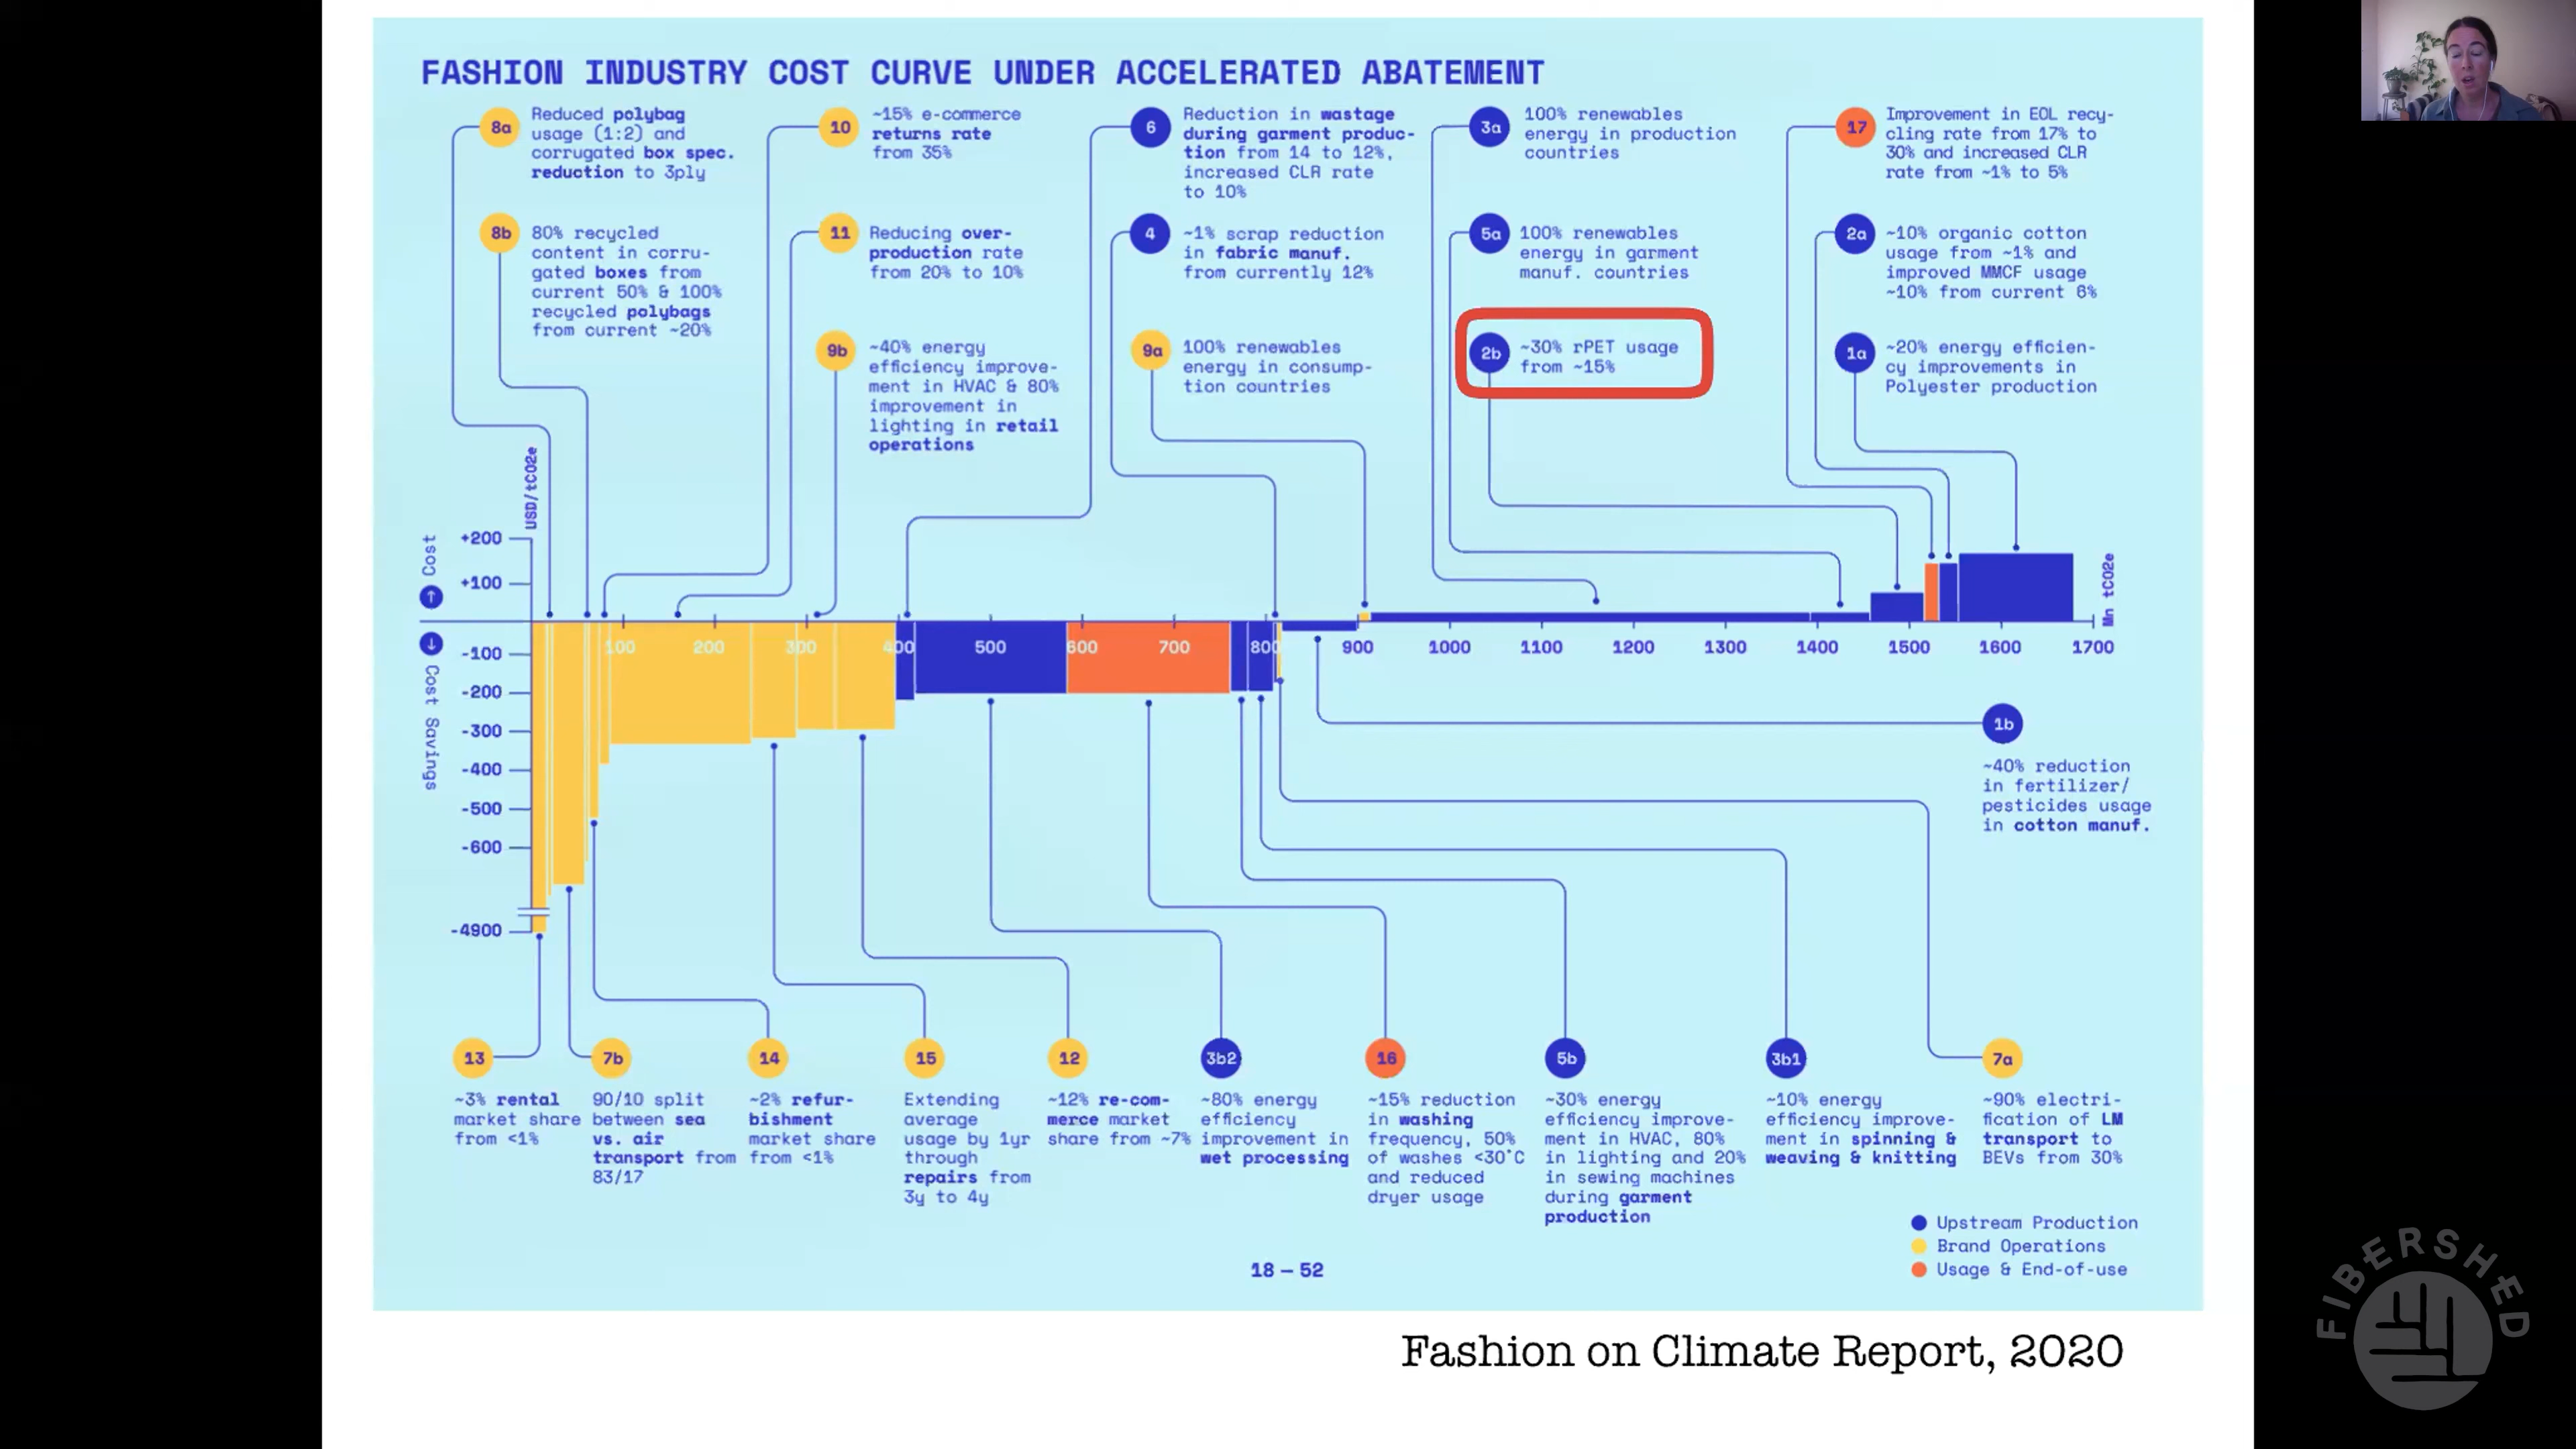 FASHION INDUSTRY COST CURVE UNDER ACCELERATED ABATEMENT
8a
Reduced polybag
usage (1:2) and
corrugated box spec.
reduction to 3ply
10
~15% e-commerce
returns rate
from 35%
6
Reduction in wastage
during garment produc-
tion from 14 to 12%,
increased CLR rate
to 10%
3a
100% renewables
energy in production
countries
17
Improvement in EOL recy-
cling rate from 17% to
30% and increased CLR
rate from ~1% to 5%
8b
80% recycled
content in corru-
gated boxes from
current 50% & 100%
recycled polybags
from current ~20%
11
Reducing over-
production rate
from 20% to 10%
4
~1% scrap reduction
in fabric manuf.
from currently 12%
5a
100% renewables
energy in garment
manuf. countries
2a
~10% organic cotton
usage from ~1% and
improved MMCF usage
~10% from current 6%
9b
~40% energy
efficiency improve-
ment in HVAC & 80%
improvement in
lighting in retail
operations
9a
100% renewables
energy in consump-
tion countries
2b
~30% rPET usage
from ~15%
1a
~20% energy efficien-
cy improvements in
Polyester production
USD/tCO2e
Cost
Cost Savings
+200
+100
-100
-200
-300
-400
-500
-600
-4900
100 200 300 400 500 600 700 800 900 1000 1100 1200 1300 1400 1500 1600 1700
Mn tCO2e
1b
~40% reduction
in fertilizer/
pesticides usage
in cotton manuf.
13
~3% rental
market share
from <1%
7b
90/10 split
between sea
vs. air
transport from
83/17
14
~2% refur-
bishment
market share
from <1%
15
Extending
average
usage by 1yr
through
repairs from
3y to 4y
12
~12% re-com-
merce market
share from ~7%
3b2
~80% energy
efficiency
improvement in
wet processing
16
~15% reduction
in washing
frequency, 50%
of washes <30°C
and reduced
dryer usage
5b
~30% energy
efficiency improve-
ment in HVAC, 80%
in lighting and 20%
in sewing machines
during garment
production
3b1
~10% energy
efficiency improve-
ment in spinning &
weaving & knitting
7a
~90% electri-
fication of LM
transport to
BEVs from 30%
Upstream Production
Brand Operations
Usage & End-of-use
18 — 52
Fashion on Climate Report, 2020
FIBERSHED